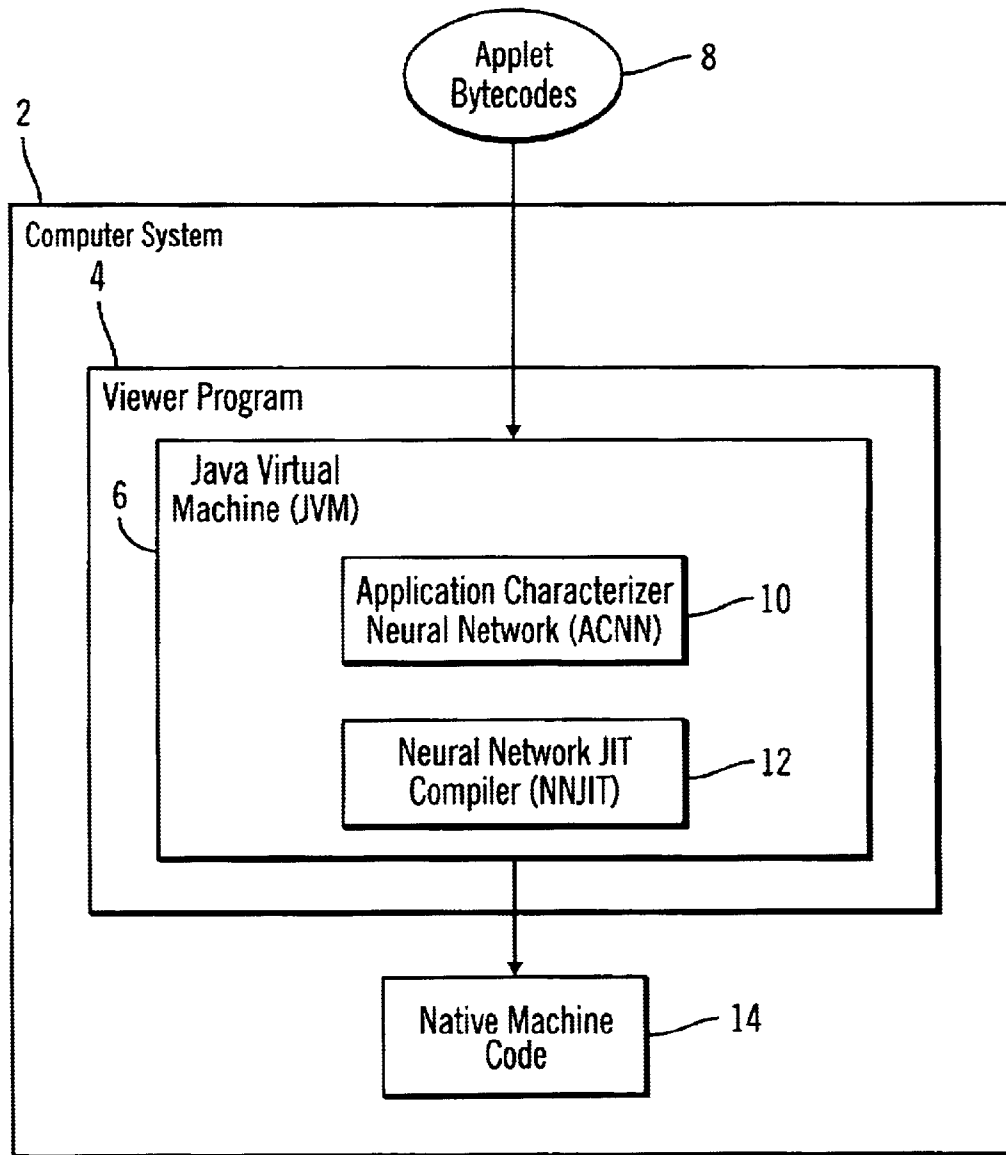 Applet
Bytecodes
8
2
Computer System
4
Viewer Program
Java Virtual
Machine (JVM)
6
Application Characterizer
Neural Network (ACNN)
10
Neural Network JIT
Compiler (NNJIT)
12
Native Machine
Code
14